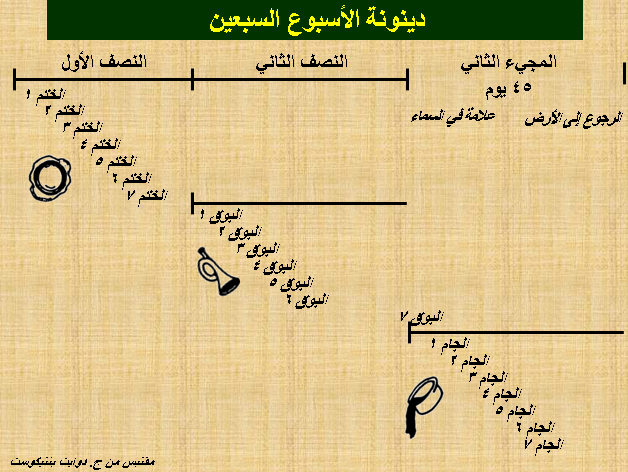 دينونة الأسبوع السبعين
المجيء الثاني
النصف الثاني
النصف الأول
٤٥ يوم
الرجوع إلى الأرض
علامة في السماء
الختم ١
الختم ٢
الختم ٣
الختم ٤
الختم ٥
الختم ٦
الختم ٧
البوق ١
البوق ٢
البوق ٣
البوق ٤
البوق ٥
البوق ٦
البوق ٧
الجام ١
الجام ٢
الجام ٣
الجام ٤
الجام ٥
الجام ٦
الجام ٧
مقتبس من ج. دوايت بنتيكوست